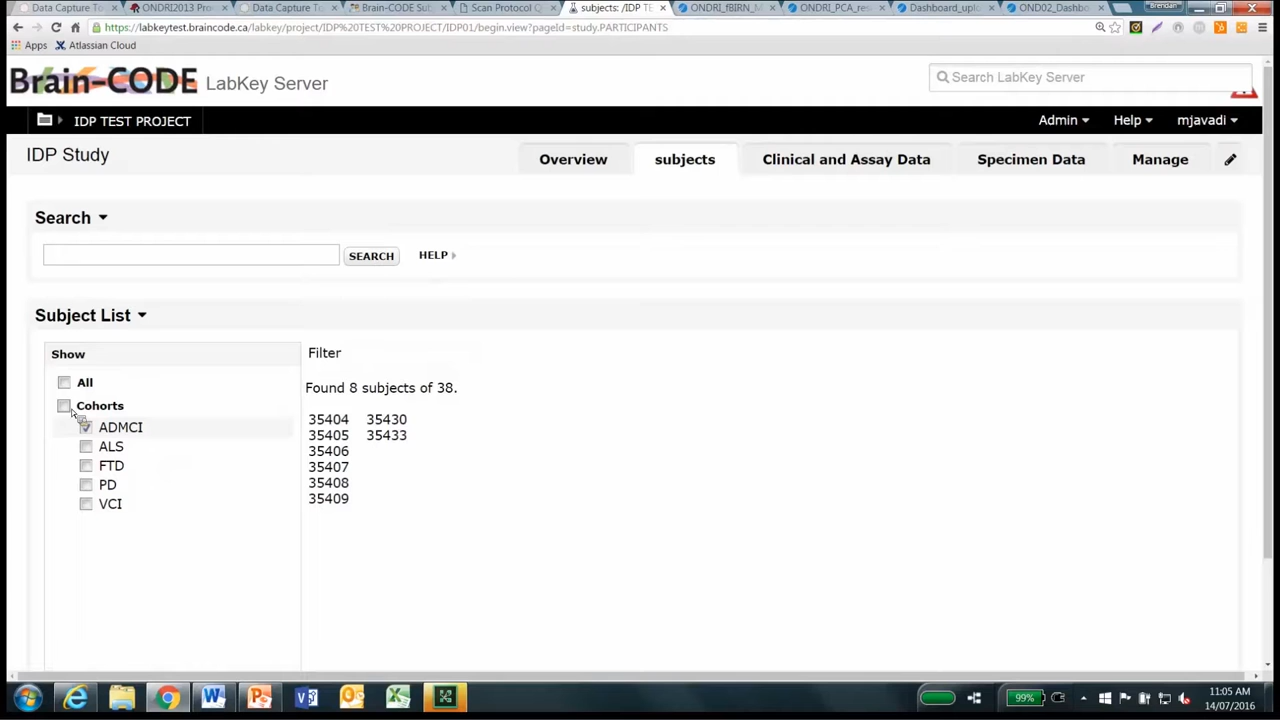 Data Capture To
ONDRI2013 Pro
Data Capture T
Brain-CODE Sub
Scan Protocol Q
subjects: /IDP TE
ONDRI_fBIRN_M
ONDRI_PCA_res
Dashboard_uplo
OND02_Dashbo
Brendan
https://labkeytest.braincode.ca/labkey/project/IDP%20TEST%20PROJECT/IDP01/begin.view?pageId=study.PARTICIPANTS
Apps Atlassian Cloud
Brain-CODE LabKey Server
Search LabKey Server
IDP TEST PROJECT
Admin Help mjavadi
IDP Study
Overview subjects Clinical and Assay Data Specimen Data Manage
Search
SEARCH HELP
Subject List
Show
All
Cohorts
ADMCI
ALS
FTD
PD
VCI
Filter
Found 8 subjects of 38.
35404 35430
35405 35433
35406
35407
35408
35409
99%
11:05 AM
14/07/2016